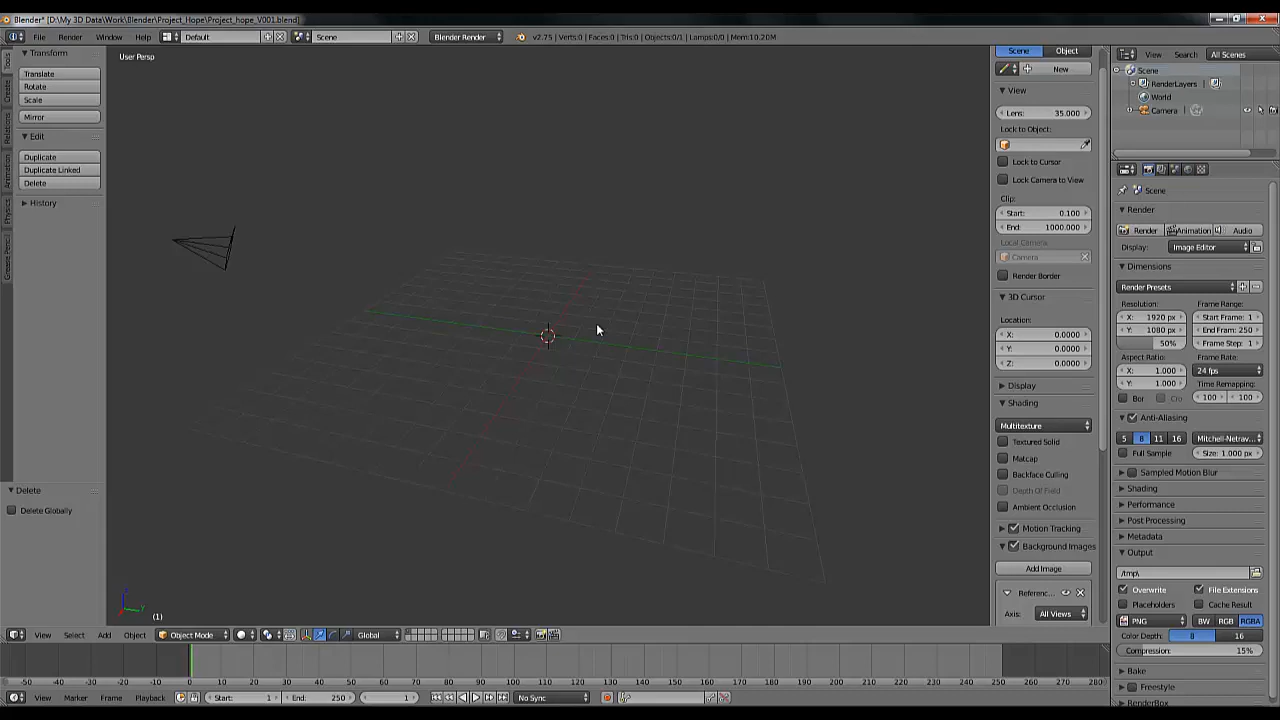 Blender* [D:\My 3D Data\Work\Blender\Project_Hope\Project_hope_V001.blend]
File Render Window Help Default Scene Blender Render v2.75 | Verts:0 | Faces:0 | Tris:0 | Objects:0/1 | Lamps:0/0 | Mem:10.20M
Transform
Translate
Rotate
Scale
Mirror
Edit
Duplicate
Duplicate Linked
Delete
History
Delete
Delete Globally
Tools
Create
Relations
Animation
Physics
Grease Pencil
User Persp
(1)
Scene Object
New
View
Lens: 35.000
Lock to Object:
Lock to Cursor
Lock Camera to View
Clip:
Start: 0.100
End: 1000.000
Local Camera:
Camera
Render Border
3D Cursor
Location:
X: 0.0000
Y: 0.0000
Z: 0.0000
Display
Shading
Multitexture
Textured Solid
Matcap
Backface Culling
Depth Of Field
Ambient Occlusion
Motion Tracking
Background Images
Add Image
Referenc...
Axis: All Views
View Search All Scenes
Scene
RenderLayers
World
Camera
Scene
Render
Render Animation Audio
Display: Image Editor
Dimensions
Render Presets
Resolution: Frame Range:
X: 1920 px Start Frame: 1
Y: 1080 px End Fram: 250
50% Frame Step: 1
Aspect Ratio: Frame Rate:
X: 1.000 24 fps
Y: 1.000 Time Remapping:
Bor Cro 100 100
Anti-Aliasing
5 8 11 16 Mitchell-Netrav...
Full Sample Size: 1.000 px
Sampled Motion Blur
Shading
Performance
Post Processing
Metadata
Output
/tmp\
Overwrite File Extensions
Placeholders Cache Result
PNG BW RGB RGBA
Color Depth: 8 16
Compression: 15%
Bake
Freestyle
RenderBox
View Select Add Object Object Mode Global
-50 -40 -30 -20 -10 0 10 20 30 40 50 60 70 80 90 100 110 120 130 140 150 160 170 180 190 200 210 220 230 240 250 260 270 280
View Marker Frame Playback Start: 1 End: 250 1 No Sync